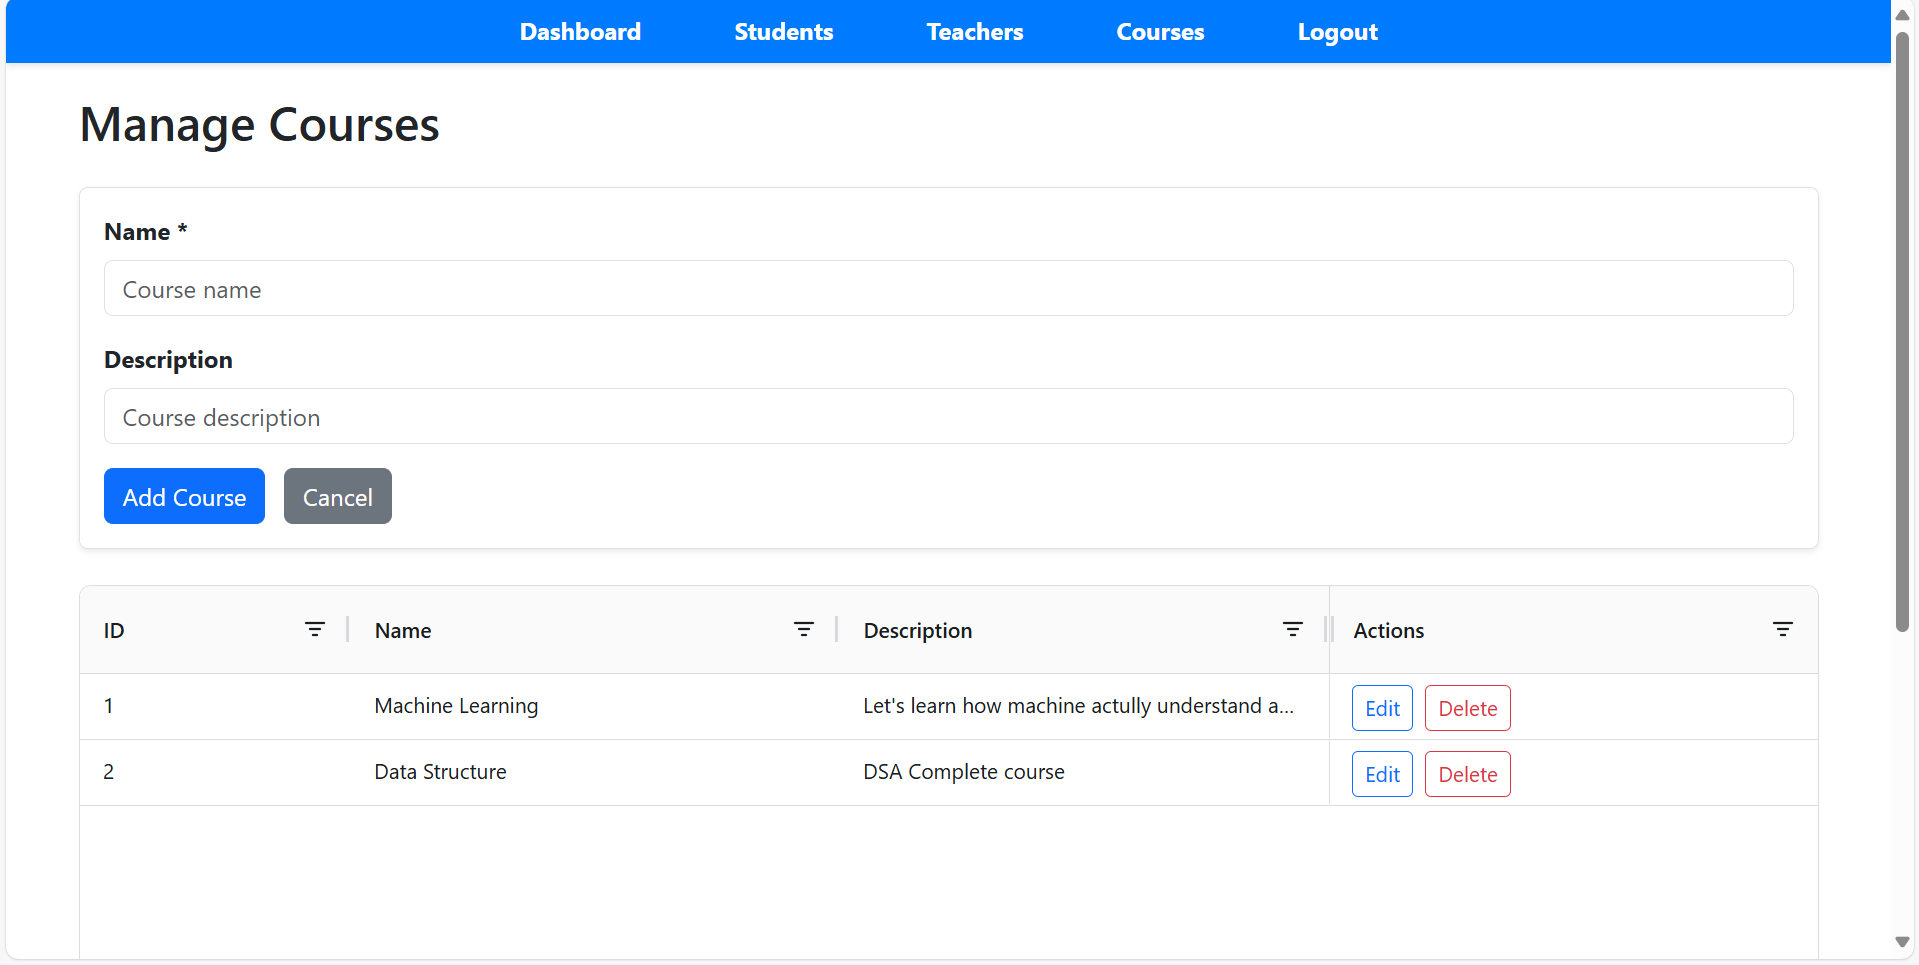 Dashboard Students Teachers Courses Logout
Manage Courses
Name *
Course name
Description
Course description
Add Course Cancel
ID Name Description Actions
1 Machine Learning Let's learn how machine actully understand a... Edit Delete
2 Data Structure DSA Complete course Edit Delete